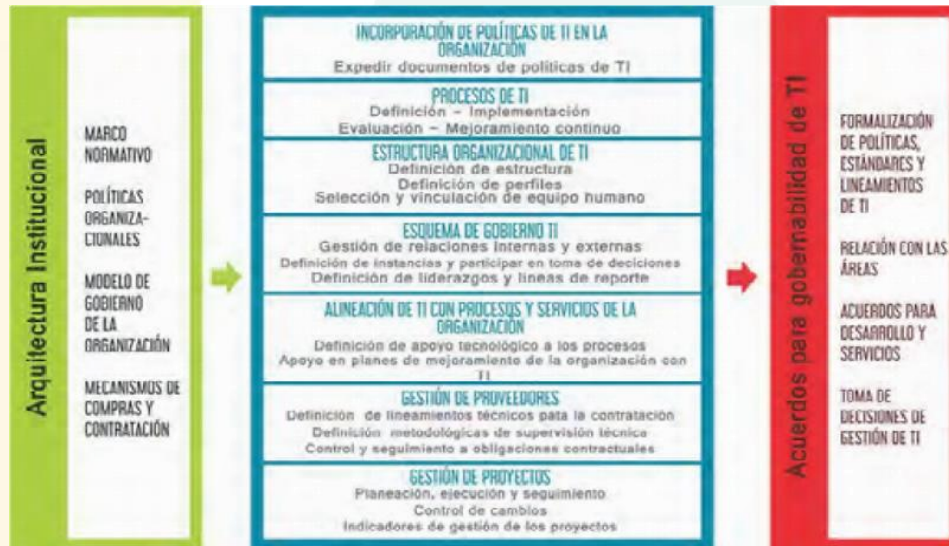 Arquitectura Institucional
MARCO
NORMATIVO
POLÍTICAS
ORGANIZA-
CIONALES
MODELO DE
GOBIERNO
DE LA
ORGANIZACIÓN
MECANISMOS DE
COMPRAS Y
CONTRATACIÓN
INCORPORACIÓN DE POLÍTICAS DE TI EN LA
ORGANIZACIÓN
Expedir documentos de políticas de TI
PROCESOS DE TI
Definición – Implementación
Evaluación – Mejoramiento continuo
ESTRUCTURA ORGANIZACIONAL DE TI
Definición de estructura
Definición de perfiles
Selección y vinculación de equipo humano
ESQUEMA DE GOBIERNO TI
Gestión de relaciones internas y externas
Definición de instancias y participar en toma de decisiones
Definición de liderazgos y líneas de reporte
ALINEACIÓN DE TI CON PROCESOS Y SERVICIOS DE LA
ORGANIZACIÓN
Definición de apoyo tecnológico a los procesos
Apoyo en planes de mejoramiento de la organización con
TI
GESTIÓN DE PROVEEDORES
Definición de lineamientos técnicos pata la contratación
Definición metodológicas de supervisión técnica
Control y seguimiento a obligaciones contractuales
GESTIÓN DE PROYECTOS
Planeación, ejecución y seguimiento
Control de cambios
Indicadores de gestión de los proyectos
Acuerdos para gobernabilidad de TI
FORMALIZACIÓN
DE POLÍTICAS,
ESTÁNDARES Y
LINEAMIENTOS
DE TI
RELACIÓN CON LAS
ÁREAS
ACUERDOS PARA
DESARROLLO Y
SERVICIOS
TOMA DE
DECISIONES DE
GESTIÓN DE TI